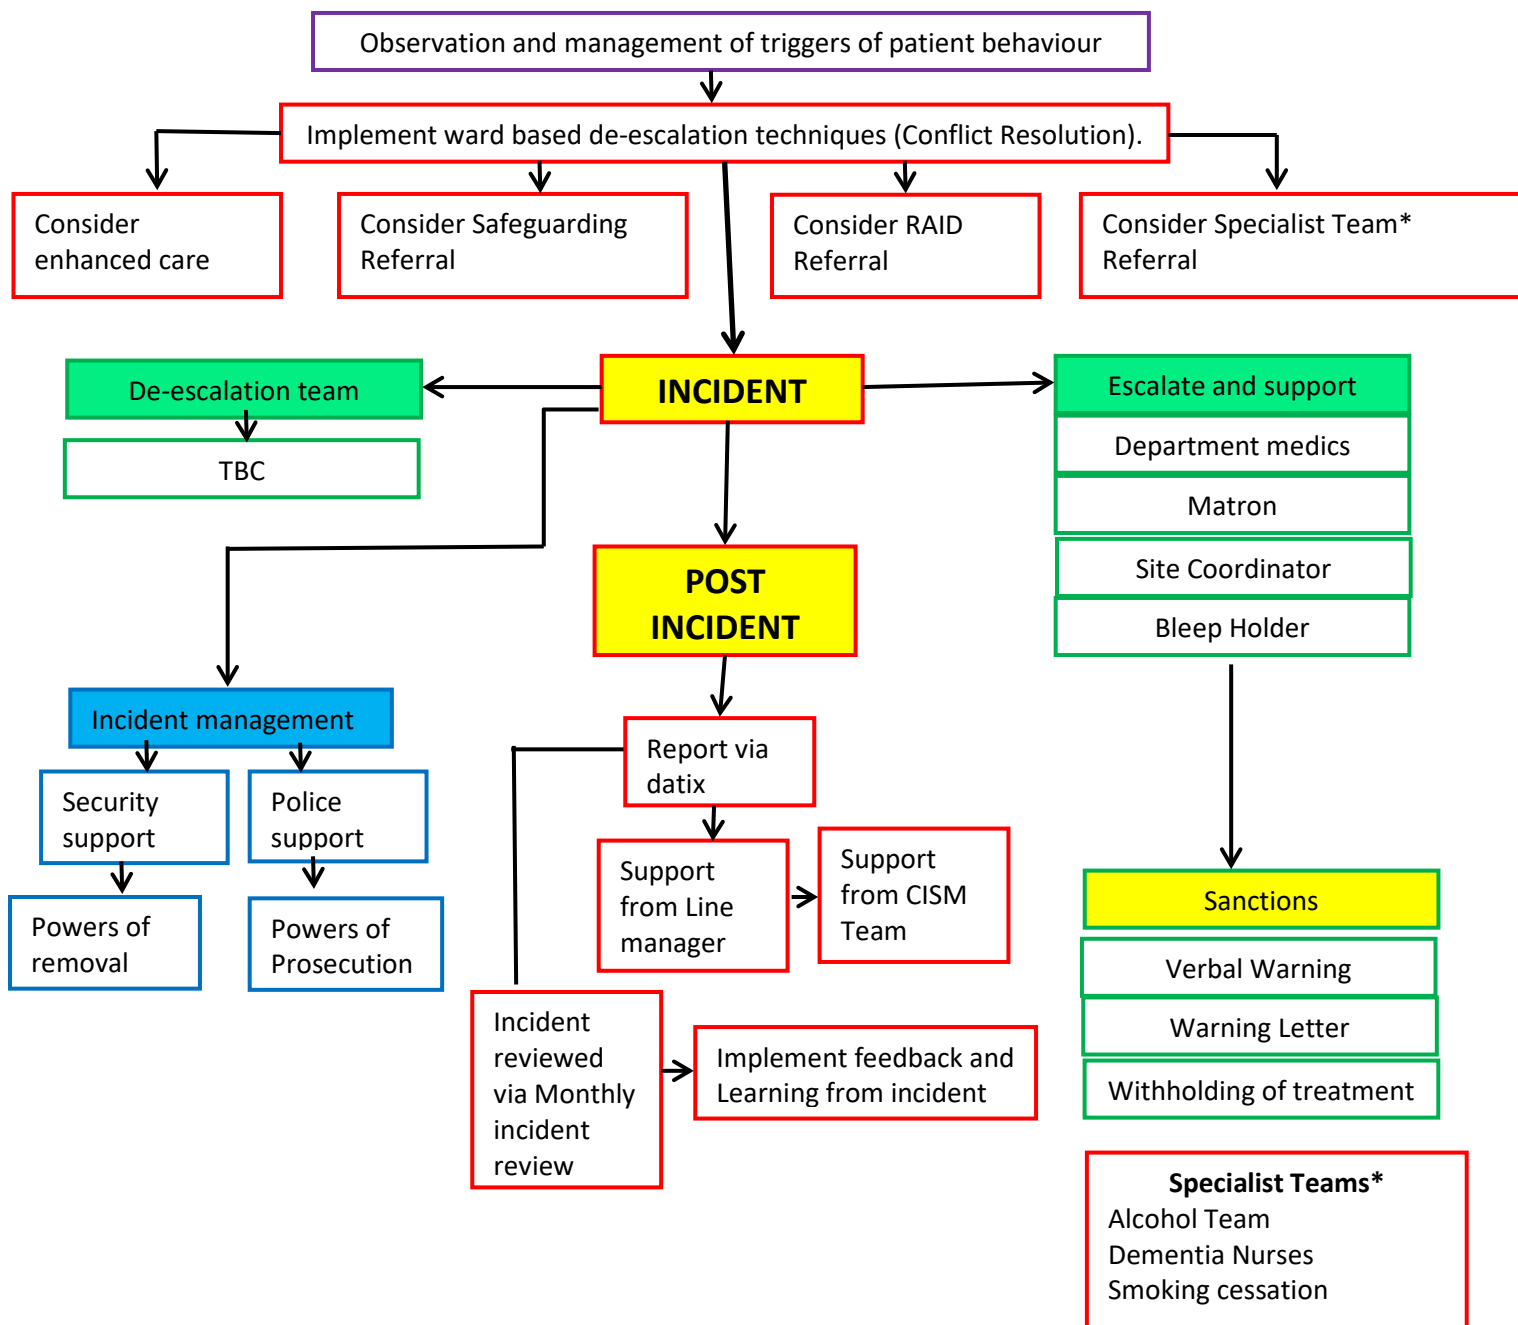 Observation and management of triggers of patient behaviour
Implement ward based de-escalation techniques (Conflict Resolution).
Consider
enhanced care
Consider Safeguarding
Referral
Consider RAID
Referral
Consider Specialist Team*
Referral
De-escalation team
TBC
INCIDENT
Escalate and support
Department medics
Matron
Site Coordinator
Bleep Holder
POST
INCIDENT
Incident management
Security
support
Police
support
Powers of
removal
Powers of
Prosecution
Report via
datix
Support
from Line
manager
Support
from CISM
Team
Incident
reviewed
via Monthly
incident
review
Implement feedback and
Learning from incident
Sanctions
Verbal Warning
Warning Letter
Withholding of treatment
Specialist Teams*
Alcohol Team
Dementia Nurses
Smoking cessation